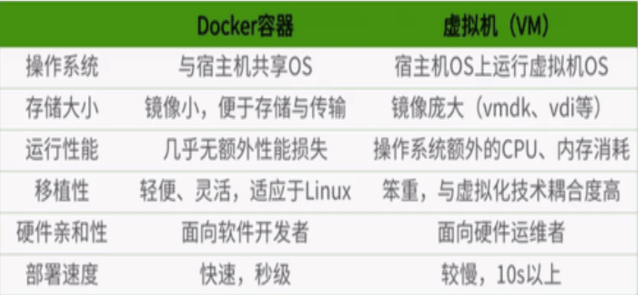 Docker容器 虚拟机（VM）
操作系统 与宿主机共享OS 宿主机OS上运行虚拟机OS
存储大小 镜像小，便于存储与传输 镜像庞大（vmdk、vdi等）
运行性能 几乎无额外性能损失 操作系统额外的CPU、内存消耗
移植性 轻便、灵活，适应于Linux 笨重，与虚拟化技术耦合度高
硬件亲和性 面向软件开发者 面向硬件运维者
部署速度 快速，秒级 较慢，10s以上